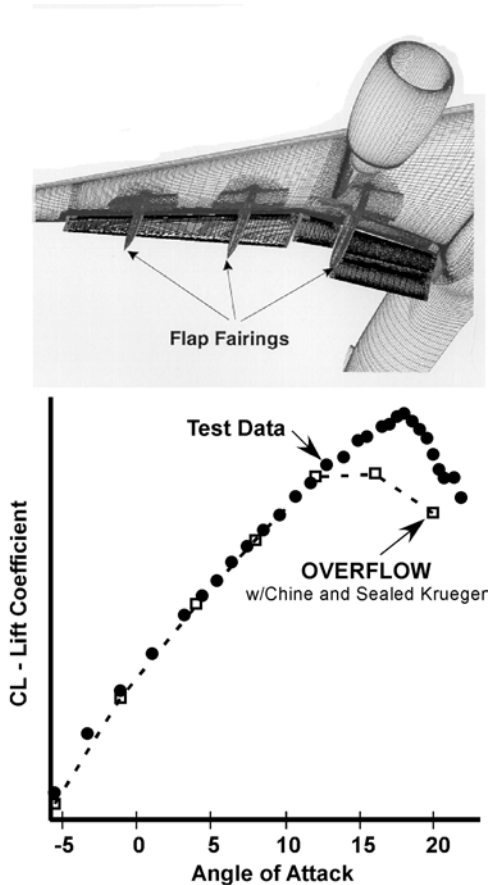 Flap Fairings
Test Data
OVERFLOW
w/Chine and Sealed Krueger
CL - Lift Coefficient
-5 0 5 10 15 20
Angle of Attack